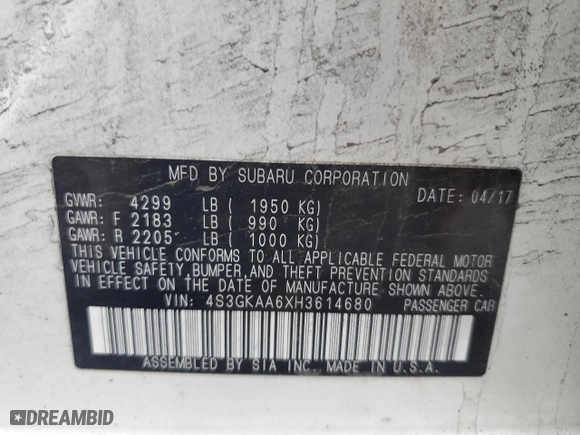 MFD BY SUBARU CORPORATION
DATE: 04/17
GVWR: 4299 LB ( 1950 KG)
GAWR: F 2183 LB ( 990 KG)
GAWR: R 2205 LB ( 1000 KG)
THIS VEHICLE CONFORMS TO ALL APPLICABLE FEDERAL MOTOR
VEHICLE SAFETY, BUMPER, AND THEFT PREVENTION STANDARDS
IN EFFECT ON THE DATE OF MANUFACTURE SHOWN ABOVE.
VIN: 4S3GKAA6XH3614680 PASSENGER CAR
ASSEMBLED BY SIA INC. IN U.S.A.
DREAMBID